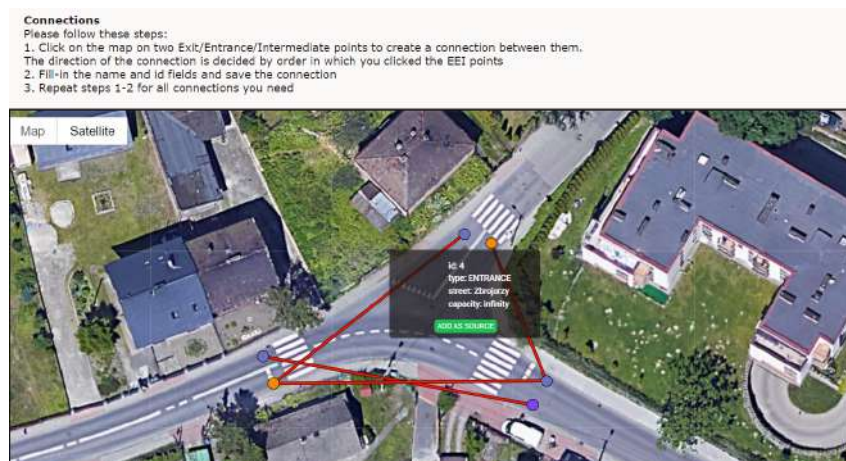 Connections
Please follow these steps:
1. Click on the map on two Exit/Entrance/Intermediate points to create a connection between them.
The direction of the connection is decided by order in which you clicked the EEI points
2. Fill-in the name and id fields and save the connection
3. Repeat steps 1-2 for all connections you need
Map Satellite
id: 4
type: ENTRANCE
street: Zbrojarzy
capacity: infinity
ADD AS SOURCE